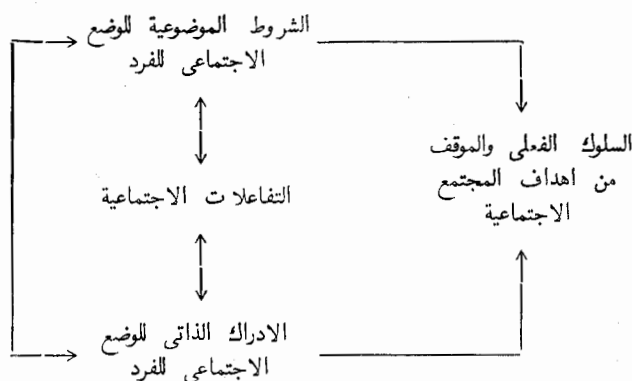 الشروط الموضوعية للوضع
الاجتماعى للفرد
السلوك الفعلى والموقف
من اهداف المجتمع
الاجتماعية
التفاعلات الاجتماعية
الادراك الذاتى للوضع
الاجتماعى للفرد